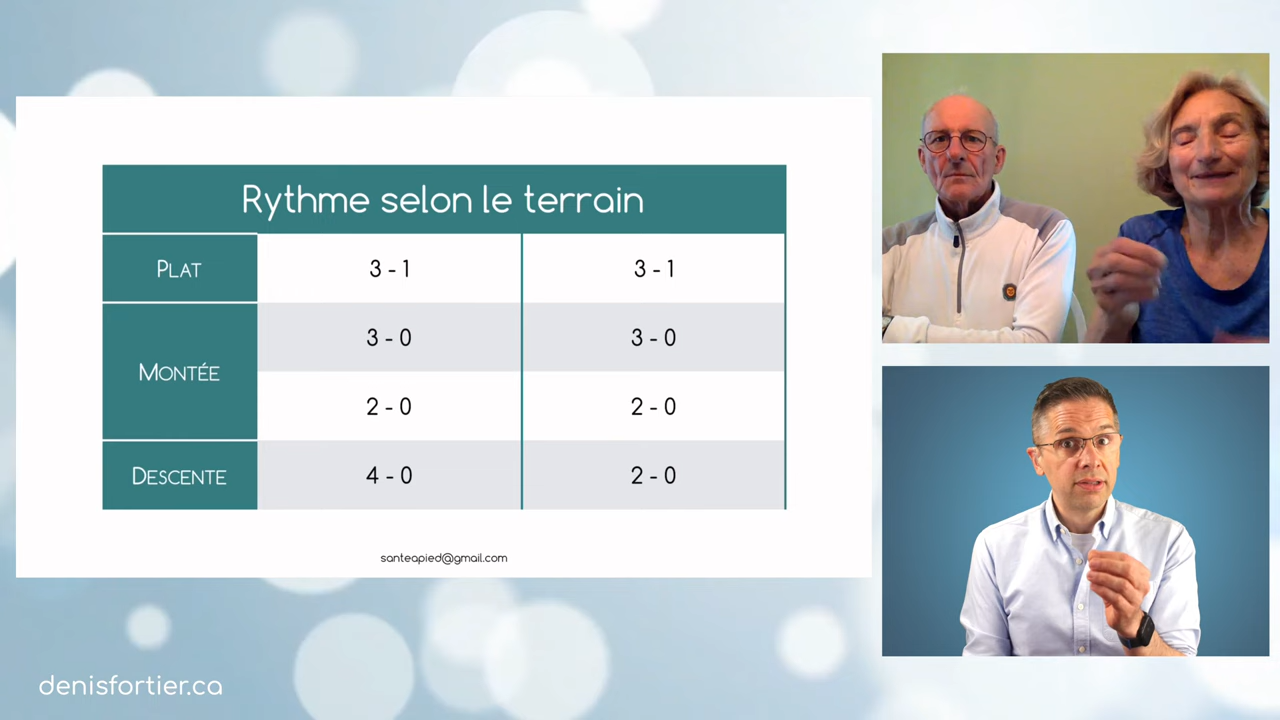 Rythme selon le terrain
PLAT 3 - 1 3 - 1
MONTÉE 3 - 0 3 - 0
2 - 0 2 - 0
DESCENTE 4 - 0 2 - 0
santeapied@gmail.com
denisfortier.ca